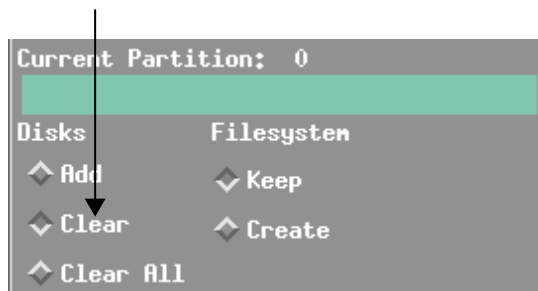 Current Partition: 0
Disks Filesystem
Add Keep
Clear Create
Clear All